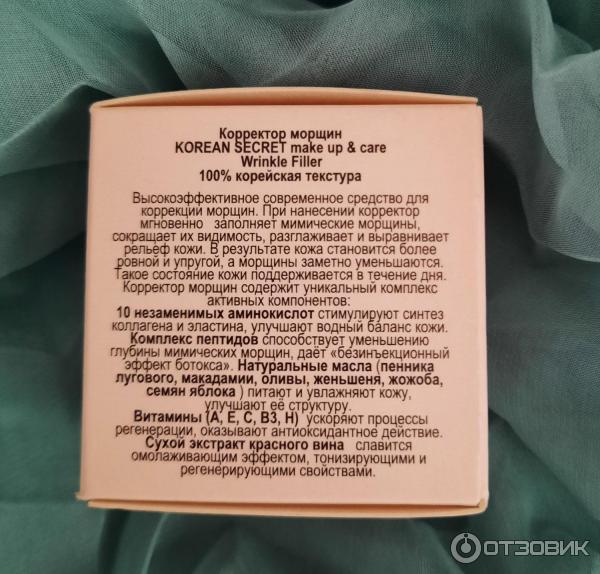 Корректор морщин
KOREAN SECRET make up & care
Wrinkle Filler
100% корейская текстура
Высокоэффективное современное средство для
коррекции морщин. При нанесении корректор
мгновенно заполняет мимические морщины,
сокращает их видимость, разглаживает и выравнивает
рельеф кожи. В результате кожа становится более
ровной и упругой, а морщины заметно уменьшаются.
Такое состояние кожи поддерживается в течение дня.
Корректор морщин содержит уникальный комплекс
активных компонентов:
10 незаменимых аминокислот стимулируют синтез
коллагена и эластина, улучшают водный баланс кожи.
Комплекс пептидов способствует уменьшению
глубины мимических морщин, даёт «безинъекционный
эффект ботокса». Натуральные масла (пенника
лугового, макадамии, оливы, женьшеня, жожоба,
семян яблока ) питают и увлажняют кожу,
улучшают её структуру.
Витамины (А, Е, С, В3, Н) ускоряют процессы
регенерации, оказывают антиоксидантное действие.
Сухой экстракт красного вина славится
омолаживающим эффектом, тонизирующими и
регенерирующими свойствами.
ОТЗОВИК